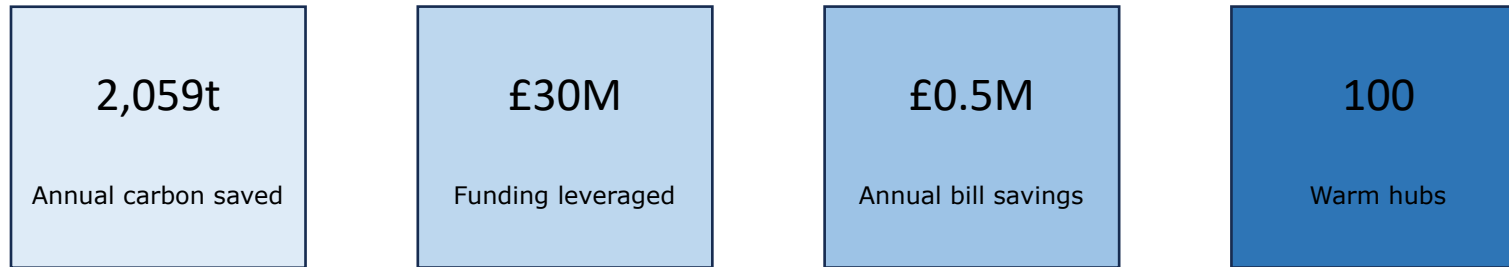 2,059t
Annual carbon saved
£30M
Funding leveraged
£0.5M
Annual bill savings
100
Warm hubs